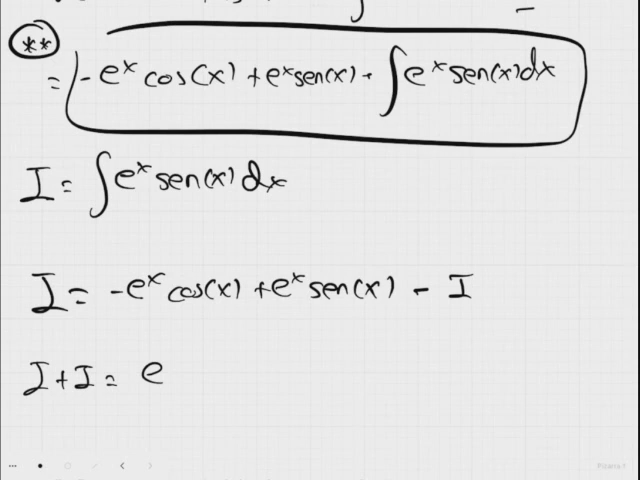 **
= - e^x cos(x) + e^x sen(x) - ∫ e^x sen(x) dx
I = ∫ e^x sen(x) dx
I = -e^x cos(x) + e^x sen(x) - I
I + I = e